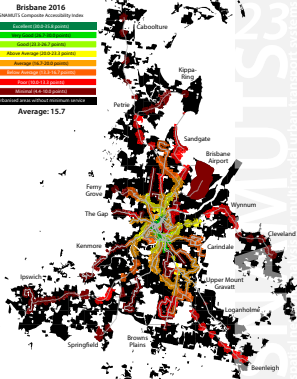 Brisbane 2016
SNAMUTS Composite Accessibility Index
Excellent (30.0-35.8 points)
Very Good (26.7-30.0 points)
Good (23.3-26.7 points)
Above Average (20.0-23.3 points)
Average (16.7-20.0 points)
Below Average (13.3-16.7 points)
Poor (10.0-13.3 points)
Minimal (4.4-10.0 points)
Urbanised areas without minimum service
Average: 15.7
Caboolture
Kippa-
Ring
Petrie
Sandgate
Brisbane
Airport
Ferny
Grove
The Gap
Wynnum
Cleveland
Kenmore
Carindale
Ipswich
Upper Mount
Gravatt
Loganholme
Springfield
Browns
Plains
Beenleigh